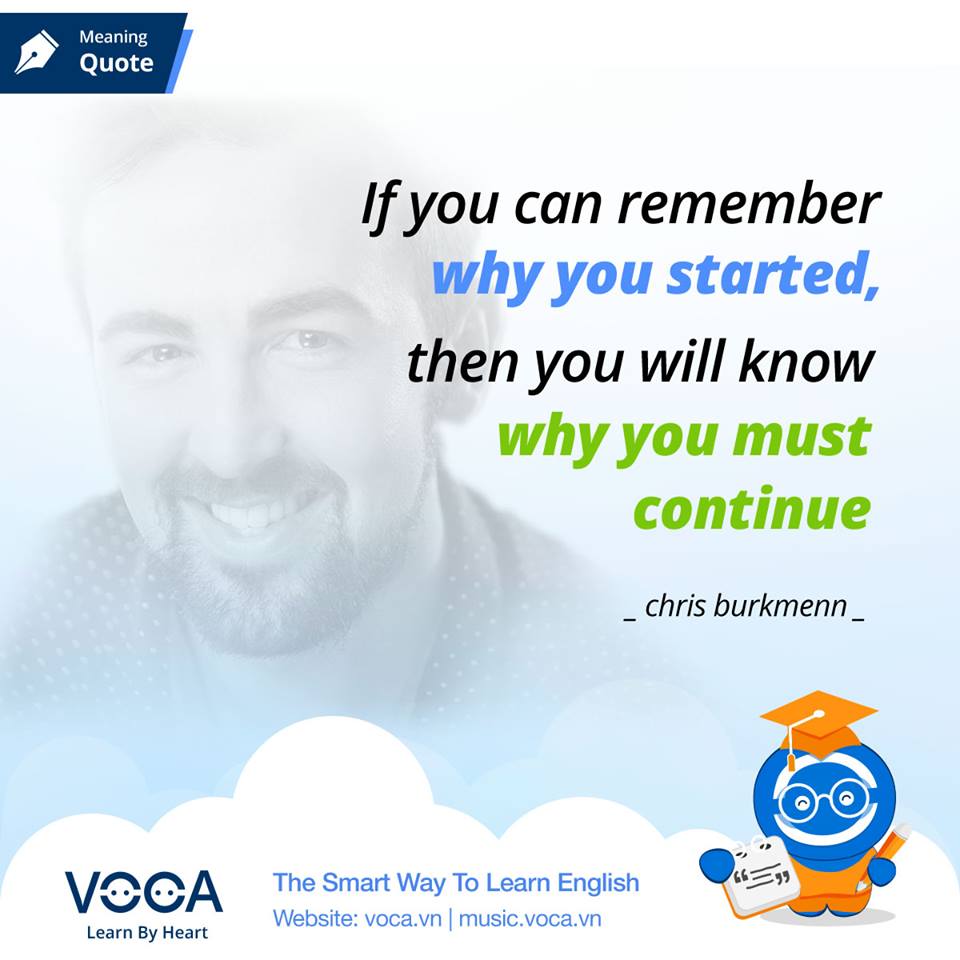 Meaning
Quote
If you can remember
why you started,
then you will know
why you must
continue
_ chris burkmenn _
VOCA
Learn By Heart
The Smart Way To Learn English
Website: voca.vn | music.voca.vn